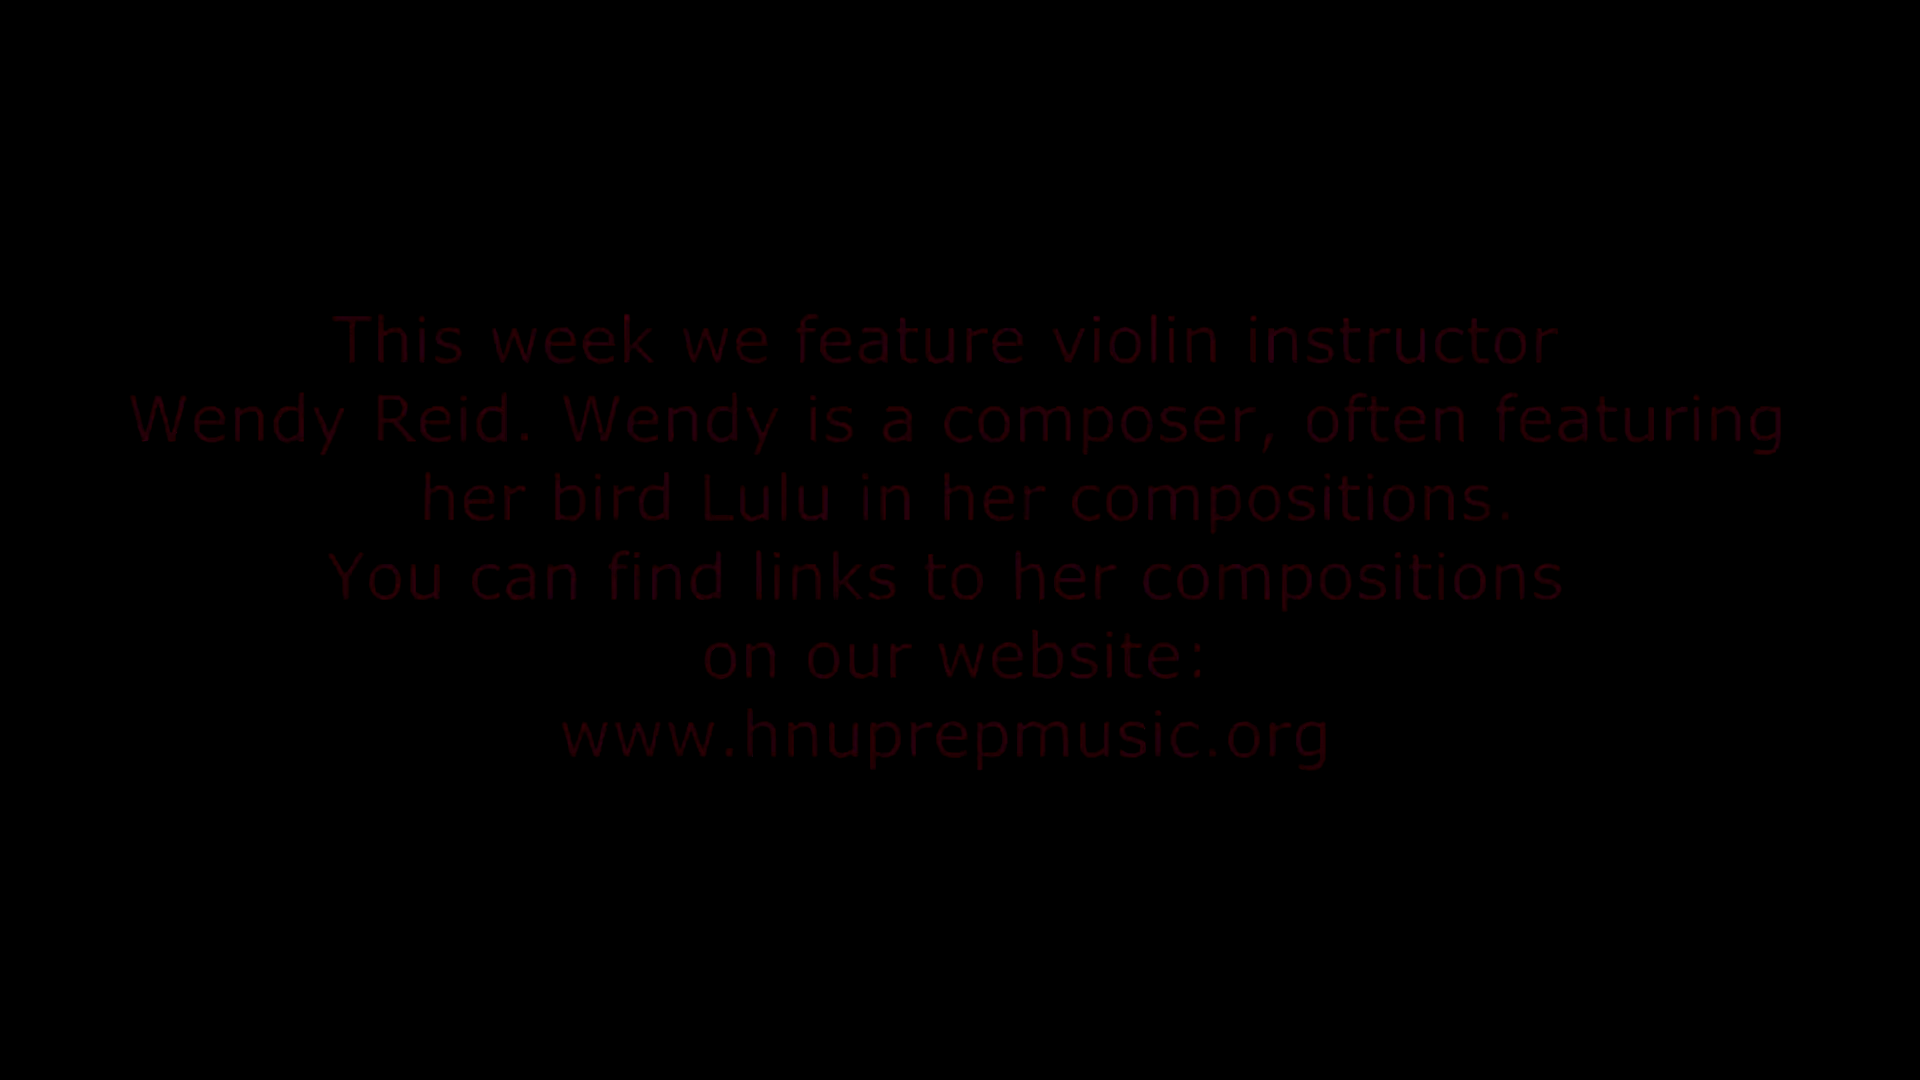 This week we feature violin instructor
Wendy Reid. Wendy is a composer, often featuring
her bird Lulu in her compositions.
You can find links to her compositions
on our website:
www.hnuprepmusic.org